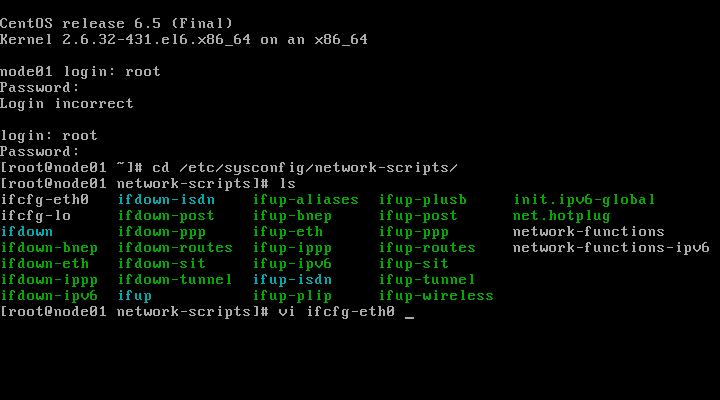 CentOS release 6.5 (Final)
Kernel 2.6.32-431.el6.x86_64 on an x86_64
node01 login: root
Password:
Login incorrect
login: root
Password:
[root@node01 ~]# cd /etc/sysconfig/network-scripts/
[root@node01 network-scripts]# ls
ifcfg-eth0 ifdown-isdn ifup-aliases ifup-plusb init.ipv6-global
ifcfg-lo ifdown-post ifup-bnep ifup-post net.hotplug
ifdown ifdown-ppp ifup-eth ifup-ppp network-functions
ifdown-bnep ifdown-routes ifup-ippp ifup-routes network-functions-ipv6
ifdown-eth ifdown-sit ifup-ipv6 ifup-sit
ifdown-ippp ifdown-tunnel ifup-isdn ifup-tunnel
ifdown-ipv6 ifup ifup-plip ifup-wireless
[root@node01 network-scripts]# vi ifcfg-eth0 _